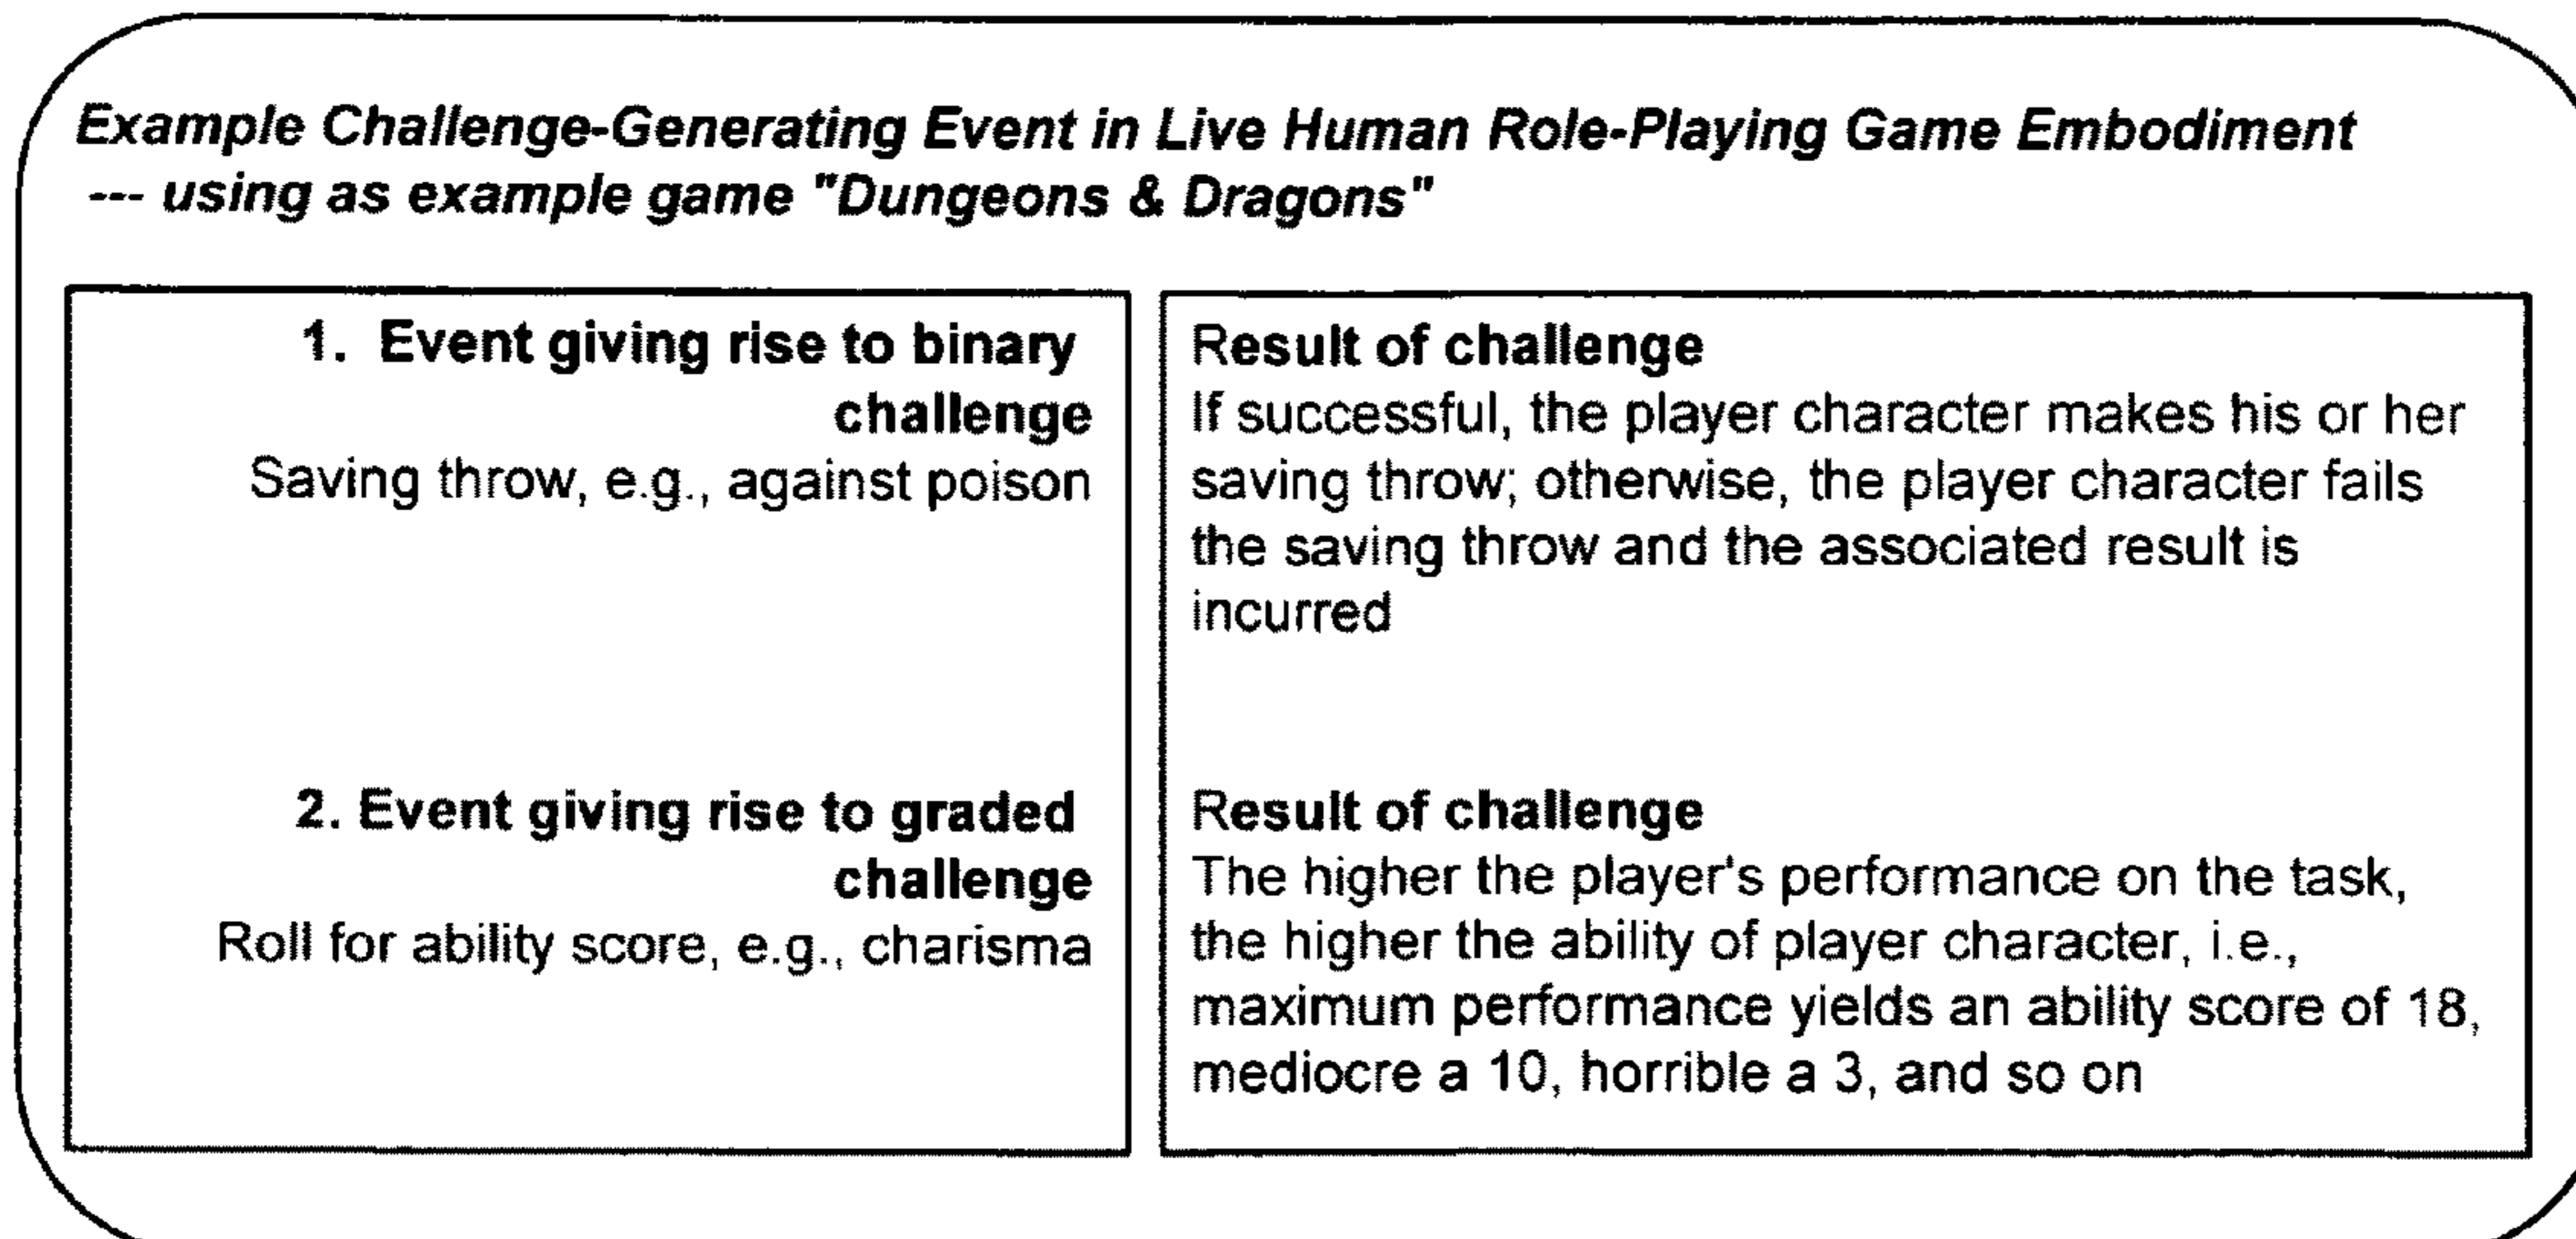 Example Challenge-Generating Event in Live Human Role-Playing Game Embodiment
--- using as example game "Dungeons & Dragons"
1. Event giving rise to binary
challenge
Saving throw, e.g., against poison
Result of challenge
If successful, the player character makes his or her
saving throw; otherwise, the player character fails
the saving throw and the associated result is
incurred
2. Event giving rise to graded
challenge
Roll for ability score, e.g., charisma
Result of challenge
The higher the player's performance on the task,
the higher the ability of player character, i.e.,
maximum performance yields an ability score of 18,
mediocre a 10, horrible a 3, and so on